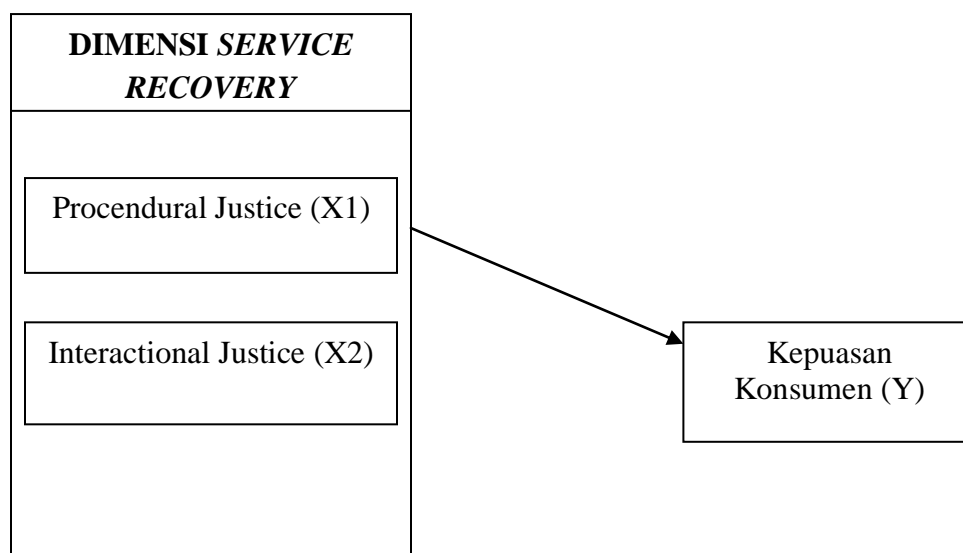 DIMENSI SERVICE
RECOVERY
Procendural Justice (X1)
Interactional Justice (X2)
Kepuasan
Konsumen (Y)